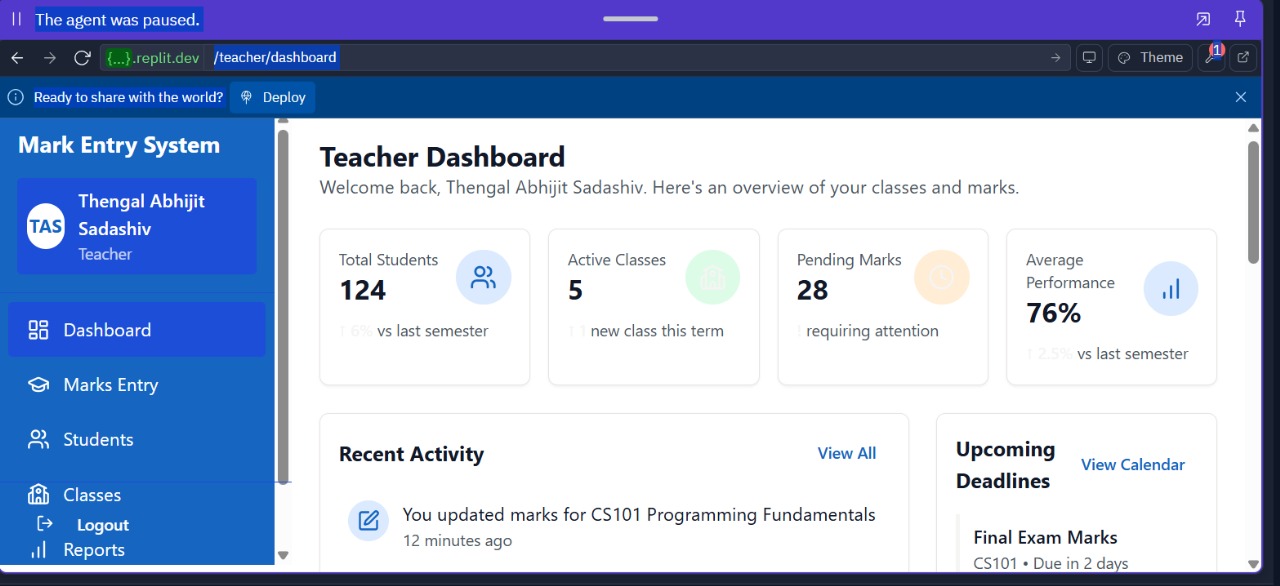 The agent was paused.
{...}.replit.dev /teacher/dashboard
Theme
1
Ready to share with the world? Deploy
Mark Entry System
TAS
Thengal Abhijit
Sadashiv
Teacher
Dashboard
Marks Entry
Students
Classes
Logout
Reports
Teacher Dashboard
Welcome back, Thengal Abhijit Sadashiv. Here's an overview of your classes and marks.
Total Students
124
↑ 6% vs last semester
Active Classes
5
↑ 1 new class this term
Pending Marks
28
! requiring attention
Average
Performance
76%
↑ 2.5% vs last semester
Recent Activity View All
You updated marks for CS101 Programming Fundamentals
12 minutes ago
Upcoming
Deadlines
View Calendar
Final Exam Marks
CS101 • Due in 2 days